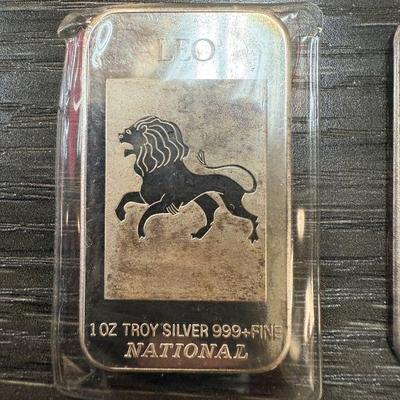 LEO
1 OZ TROY SILVER 999+FINE
NATIONAL